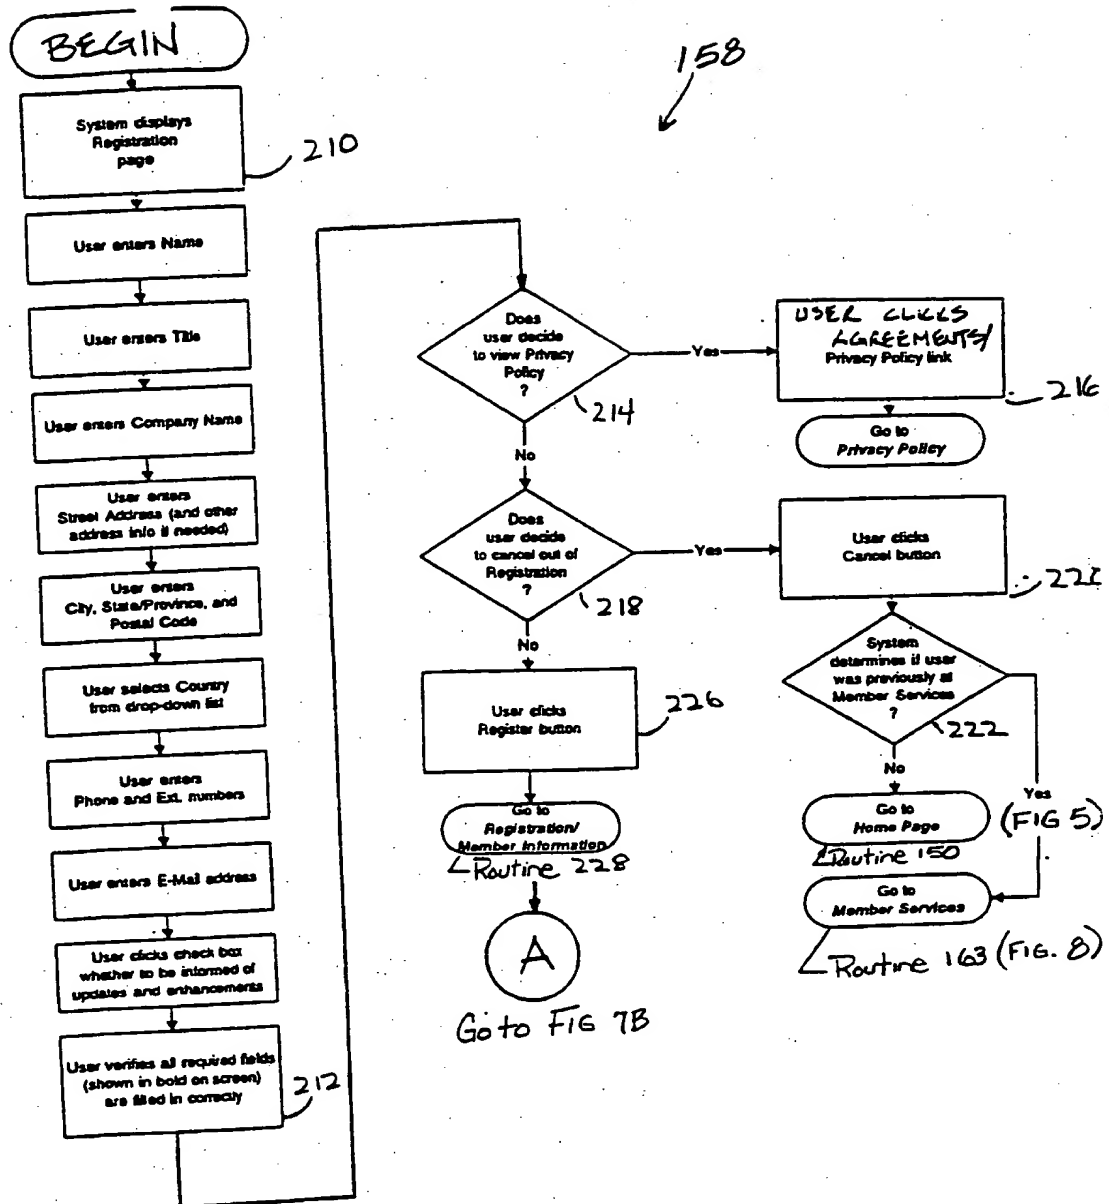 BEGIN
158
System displays
Registration
page
210
User enters Name
User enters Title
User enters Company Name
User enters
Street Address (and other
address info if needed)
User enters
City, State/Province, and
Postal Code
User selects Country
from drop-down list
User enters
Phone and Ext. numbers
User enters E-Mail address
User clicks check box
whether to be informed of
updates and enhancements
User verifies all required fields
(shown in bold on screen)
are filled in correctly
212
Does
user decide
to view Privacy
Policy
?
214
Yes
USER CLICKS
AGREEMENTS/
Privacy Policy link
216
Go to
Privacy Policy
No
Does
user decide
to cancel out of
Registration
?
218
Yes
User clicks
Cancel button
221
System
determines if user
was previously at
Member Services
?
222
No
Go to
Home Page
Routine 150
Yes
(FIG 5)
Go to
Member Services
Routine 163 (FIG. 8)
No
User clicks
Register button
226
Go to
Registration/
Member Information
Routine 228
A
Go to FIG 7B